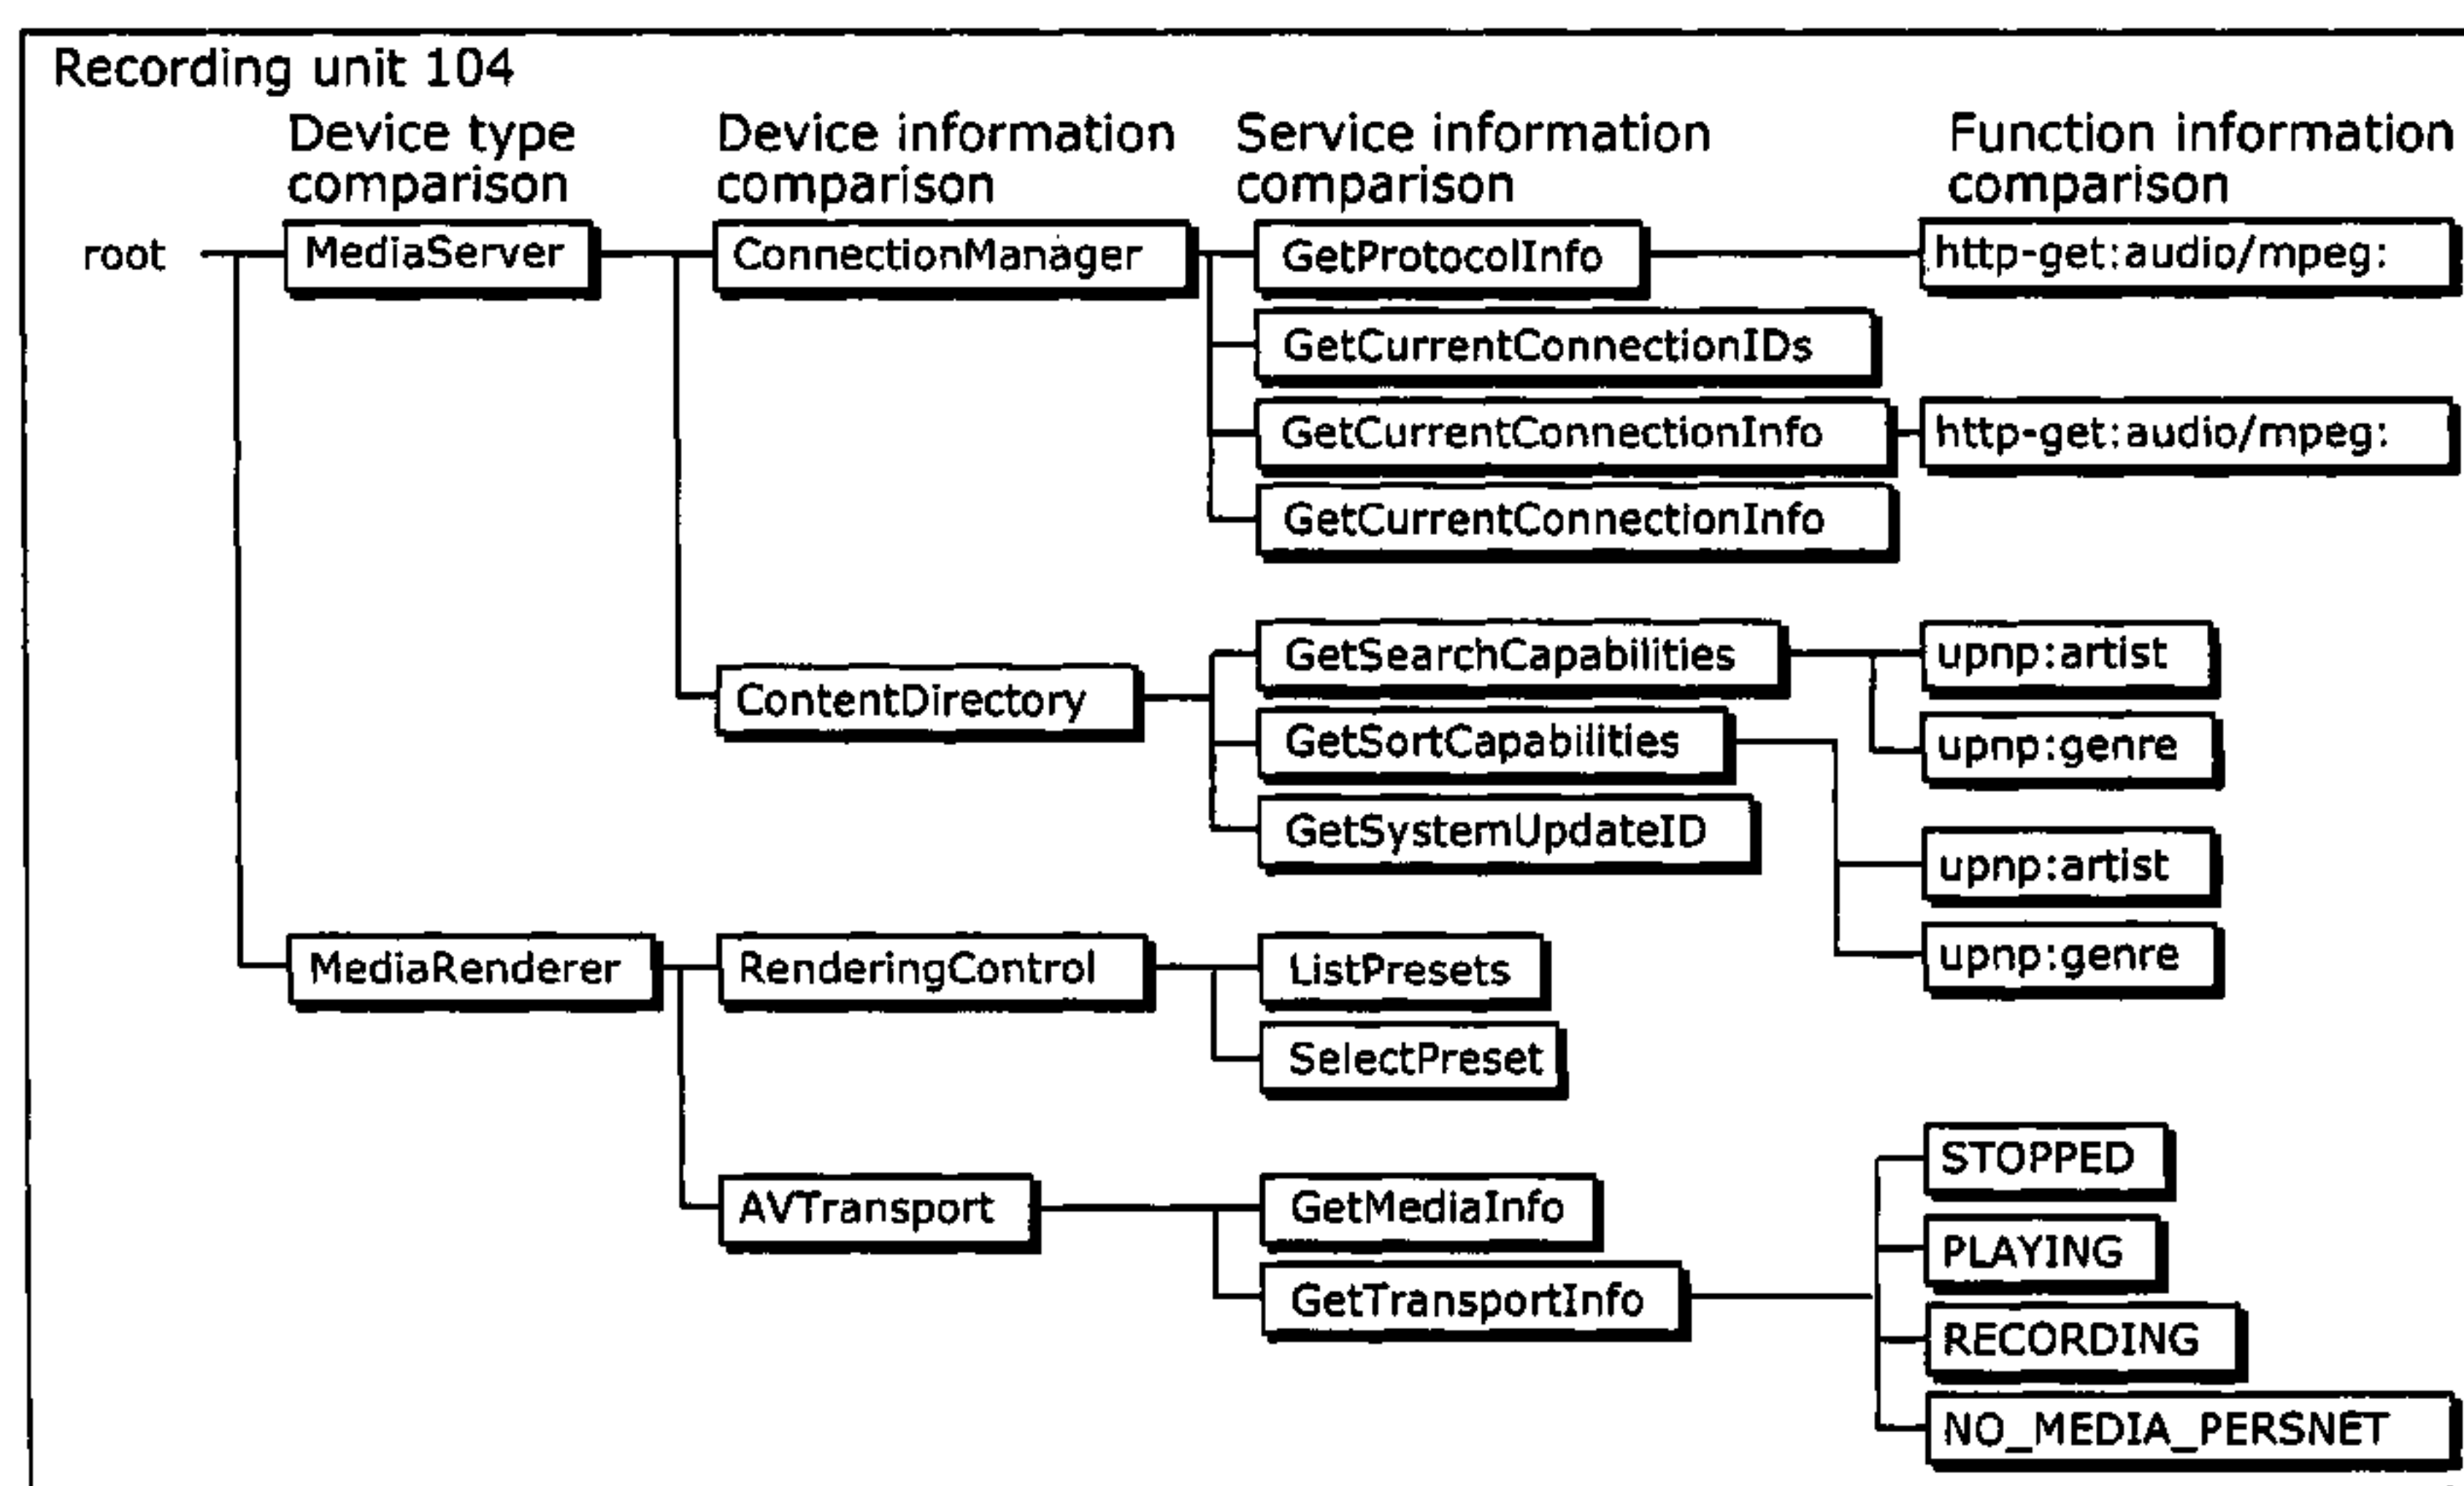 Recording unit 104
Device type comparison
Device information comparison
Service information comparison
Function information comparison
root
MediaServer
ConnectionManager
GetProtocolInfo
http-get:audio/mpeg:
GetCurrentConnectionIDs
GetCurrentConnectionInfo
http-get:audio/mpeg:
GetCurrentConnectionInfo
ContentDirectory
GetSearchCapabilities
upnp:artist
upnp:genre
GetSortCapabilities
upnp:artist
upnp:genre
GetSystemUpdateID
MediaRenderer
RenderingControl
ListPresets
SelectPreset
AVTransport
GetMediaInfo
GetTransportInfo
STOPPED
PLAYING
RECORDING
NO_MEDIA_PERSNET